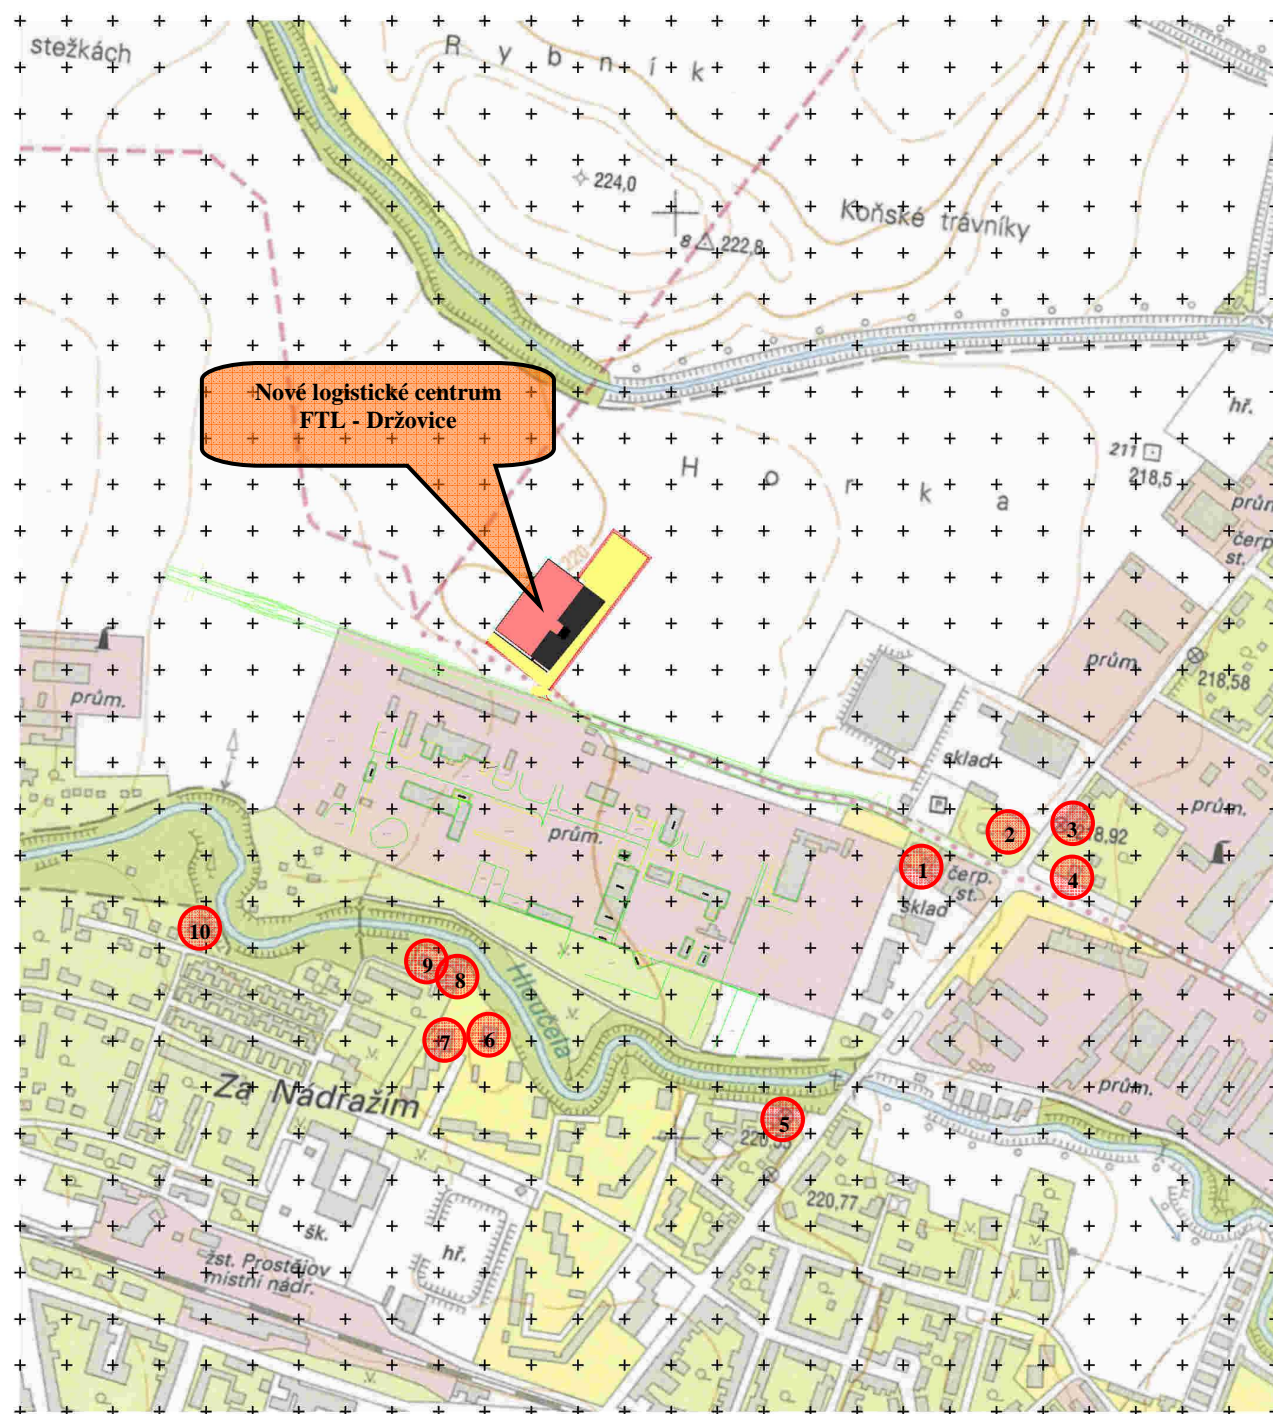 stežkách
Rybník
224,0
8 222,8
Koňské trávníky
Nové logistické centrum
FTL - Držovice
hř.
211
218,5
Horka
prům
čerp.
st.
220
prům.
218,58
prům.
sklad
prům.
prům.
8,92
3
2
1
4
čerp.
st.
sklad
10
9
8
Hloučela
7
6
Za Nádražím
prům.
5
220,77
šk.
hř.
žst. Prostějov
místní nádr.